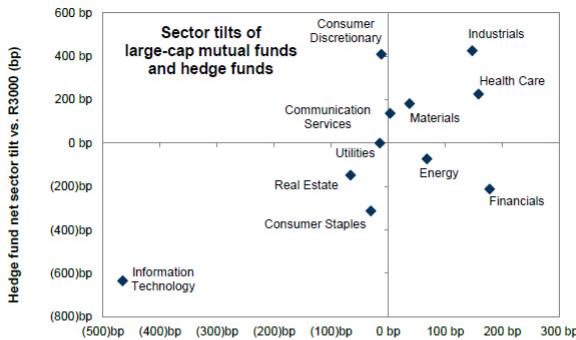 Sector tilts of
large-cap mutual funds
and hedge funds
Hedge fund net sector tilt vs. R3000 (bp)
600 bp
400 bp
200 bp
0 bp
(200)bp
(400)bp
(600)bp
(800)bp
Consumer
Discretionary
Industrials
Health Care
Communication
Services
Materials
Utilities
Energy
Real Estate
Financials
Consumer Staples
Information
Technology
(500)bp (400)bp (300)bp (200)bp (100)bp 0 bp 100 bp 200 bp 300 bp